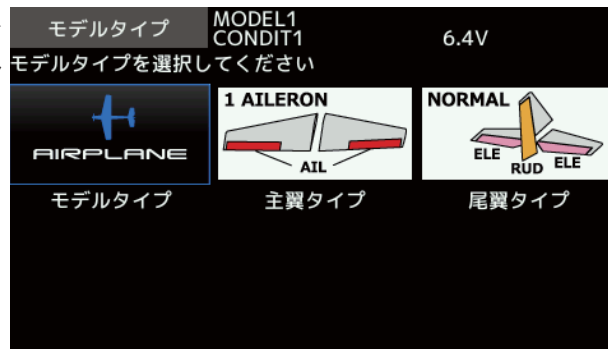 モデルタイプ
MODEL1
CONDIT1
6.4V
モデルタイプを選択してください
AIRPLANE
1 AILERON
AIL
NORMAL
ELE
RUD
ELE
モデルタイプ
主翼タイプ
尾翼タイプ